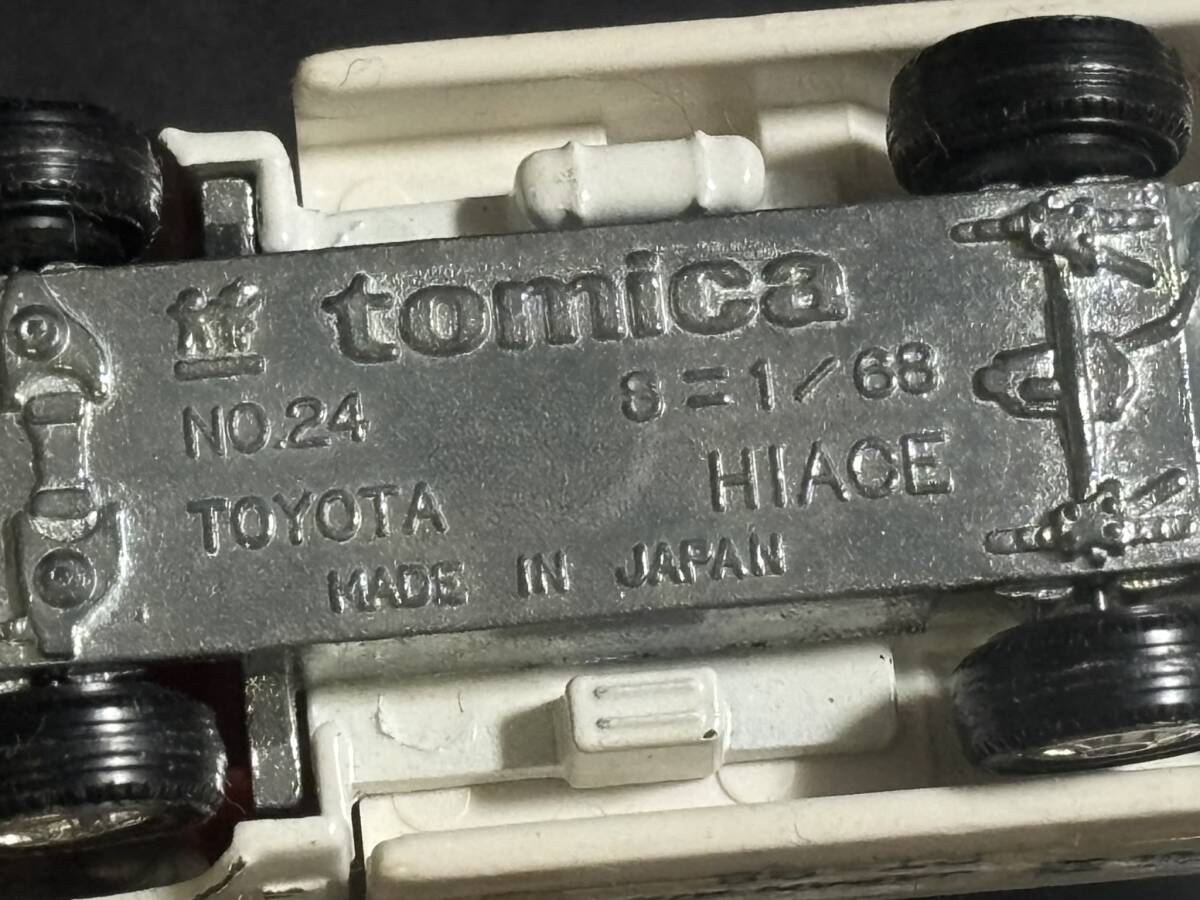 tomica
NO.24
S=1/68
TOYOTA
HIACE
MADE IN JAPAN